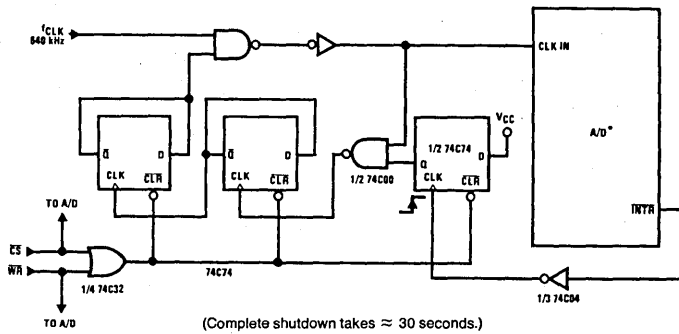 fCLK
640 kHz
CLK IN
A/D*
INTR
VCC
Q
D
CLK
CLR
Q
D
CLK
CLR
1/2 74C00
1/2 74C74
Q
D
CLK
CLR
TO A/D
CS
WR
1/4 74C32
74C74
1/3 74C04
TO A/D
(Complete shutdown takes ≈ 30 seconds.)